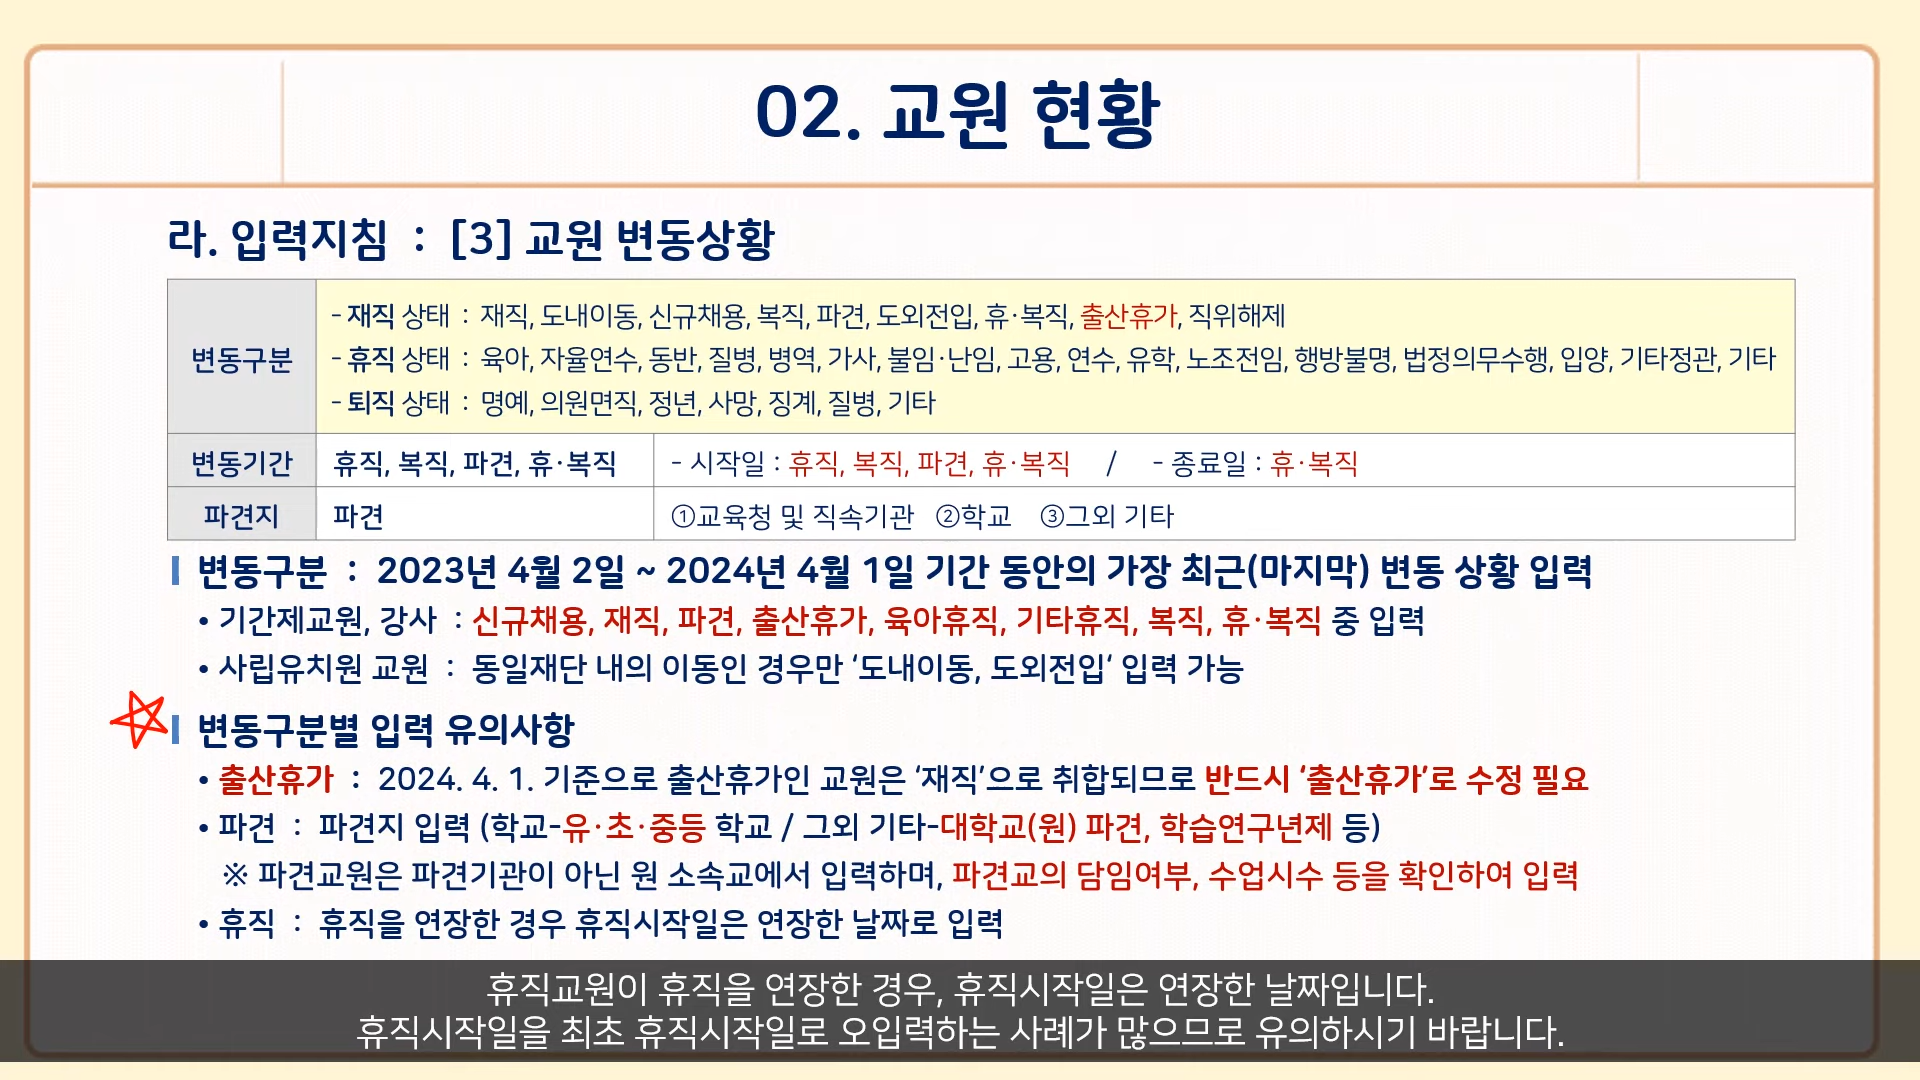 02. 교원 현황
라. 입력지침 : [3] 교원 변동상황
변동구분
- 재직 상태 : 재직, 도내이동, 신규채용, 복직, 파견, 도외전입, 휴·복직, 출산휴가, 직위해제
- 휴직 상태 : 육아, 자율연수, 동반, 질병, 병역, 가사, 불임·난임, 고용, 연수, 유학, 노조전임, 행방불명, 법정의무수행, 입양, 기타정관, 기타
- 퇴직 상태 : 명예, 의원면직, 정년, 사망, 징계, 질병, 기타
변동기간 휴직, 복직, 파견, 휴·복직 - 시작일 : 휴직, 복직, 파견, 휴·복직 / - 종료일 : 휴·복직
파견지 파견 ①교육청 및 직속기관 ②학교 ③그외 기타
변동구분 : 2023년 4월 2일 ~ 2024년 4월 1일 기간 동안의 가장 최근(마지막) 변동 상황 입력
• 기간제교원, 강사 : 신규채용, 재직, 파견, 출산휴가, 육아휴직, 기타휴직, 복직, 휴·복직 중 입력
• 사립유치원 교원 : 동일재단 내의 이동인 경우만 ‘도내이동, 도외전입‘ 입력 가능
변동구분별 입력 유의사항
• 출산휴가 : 2024. 4. 1. 기준으로 출산휴가인 교원은 ‘재직’으로 취합되므로 반드시 ‘출산휴가’로 수정 필요
• 파견 : 파견지 입력 (학교-유·초·중등 학교 / 그외 기타-대학교(원) 파견, 학습연구년제 등)
※ 파견교원은 파견기관이 아닌 원 소속교에서 입력하며, 파견교의 담임여부, 수업시수 등을 확인하여 입력
• 휴직 : 휴직을 연장한 경우 휴직시작일은 연장한 날짜로 입력
휴직교원이 휴직을 연장한 경우, 휴직시작일은 연장한 날짜입니다.
휴직시작일을 최초 휴직시작일로 오입력하는 사례가 많으므로 유의하시기 바랍니다.